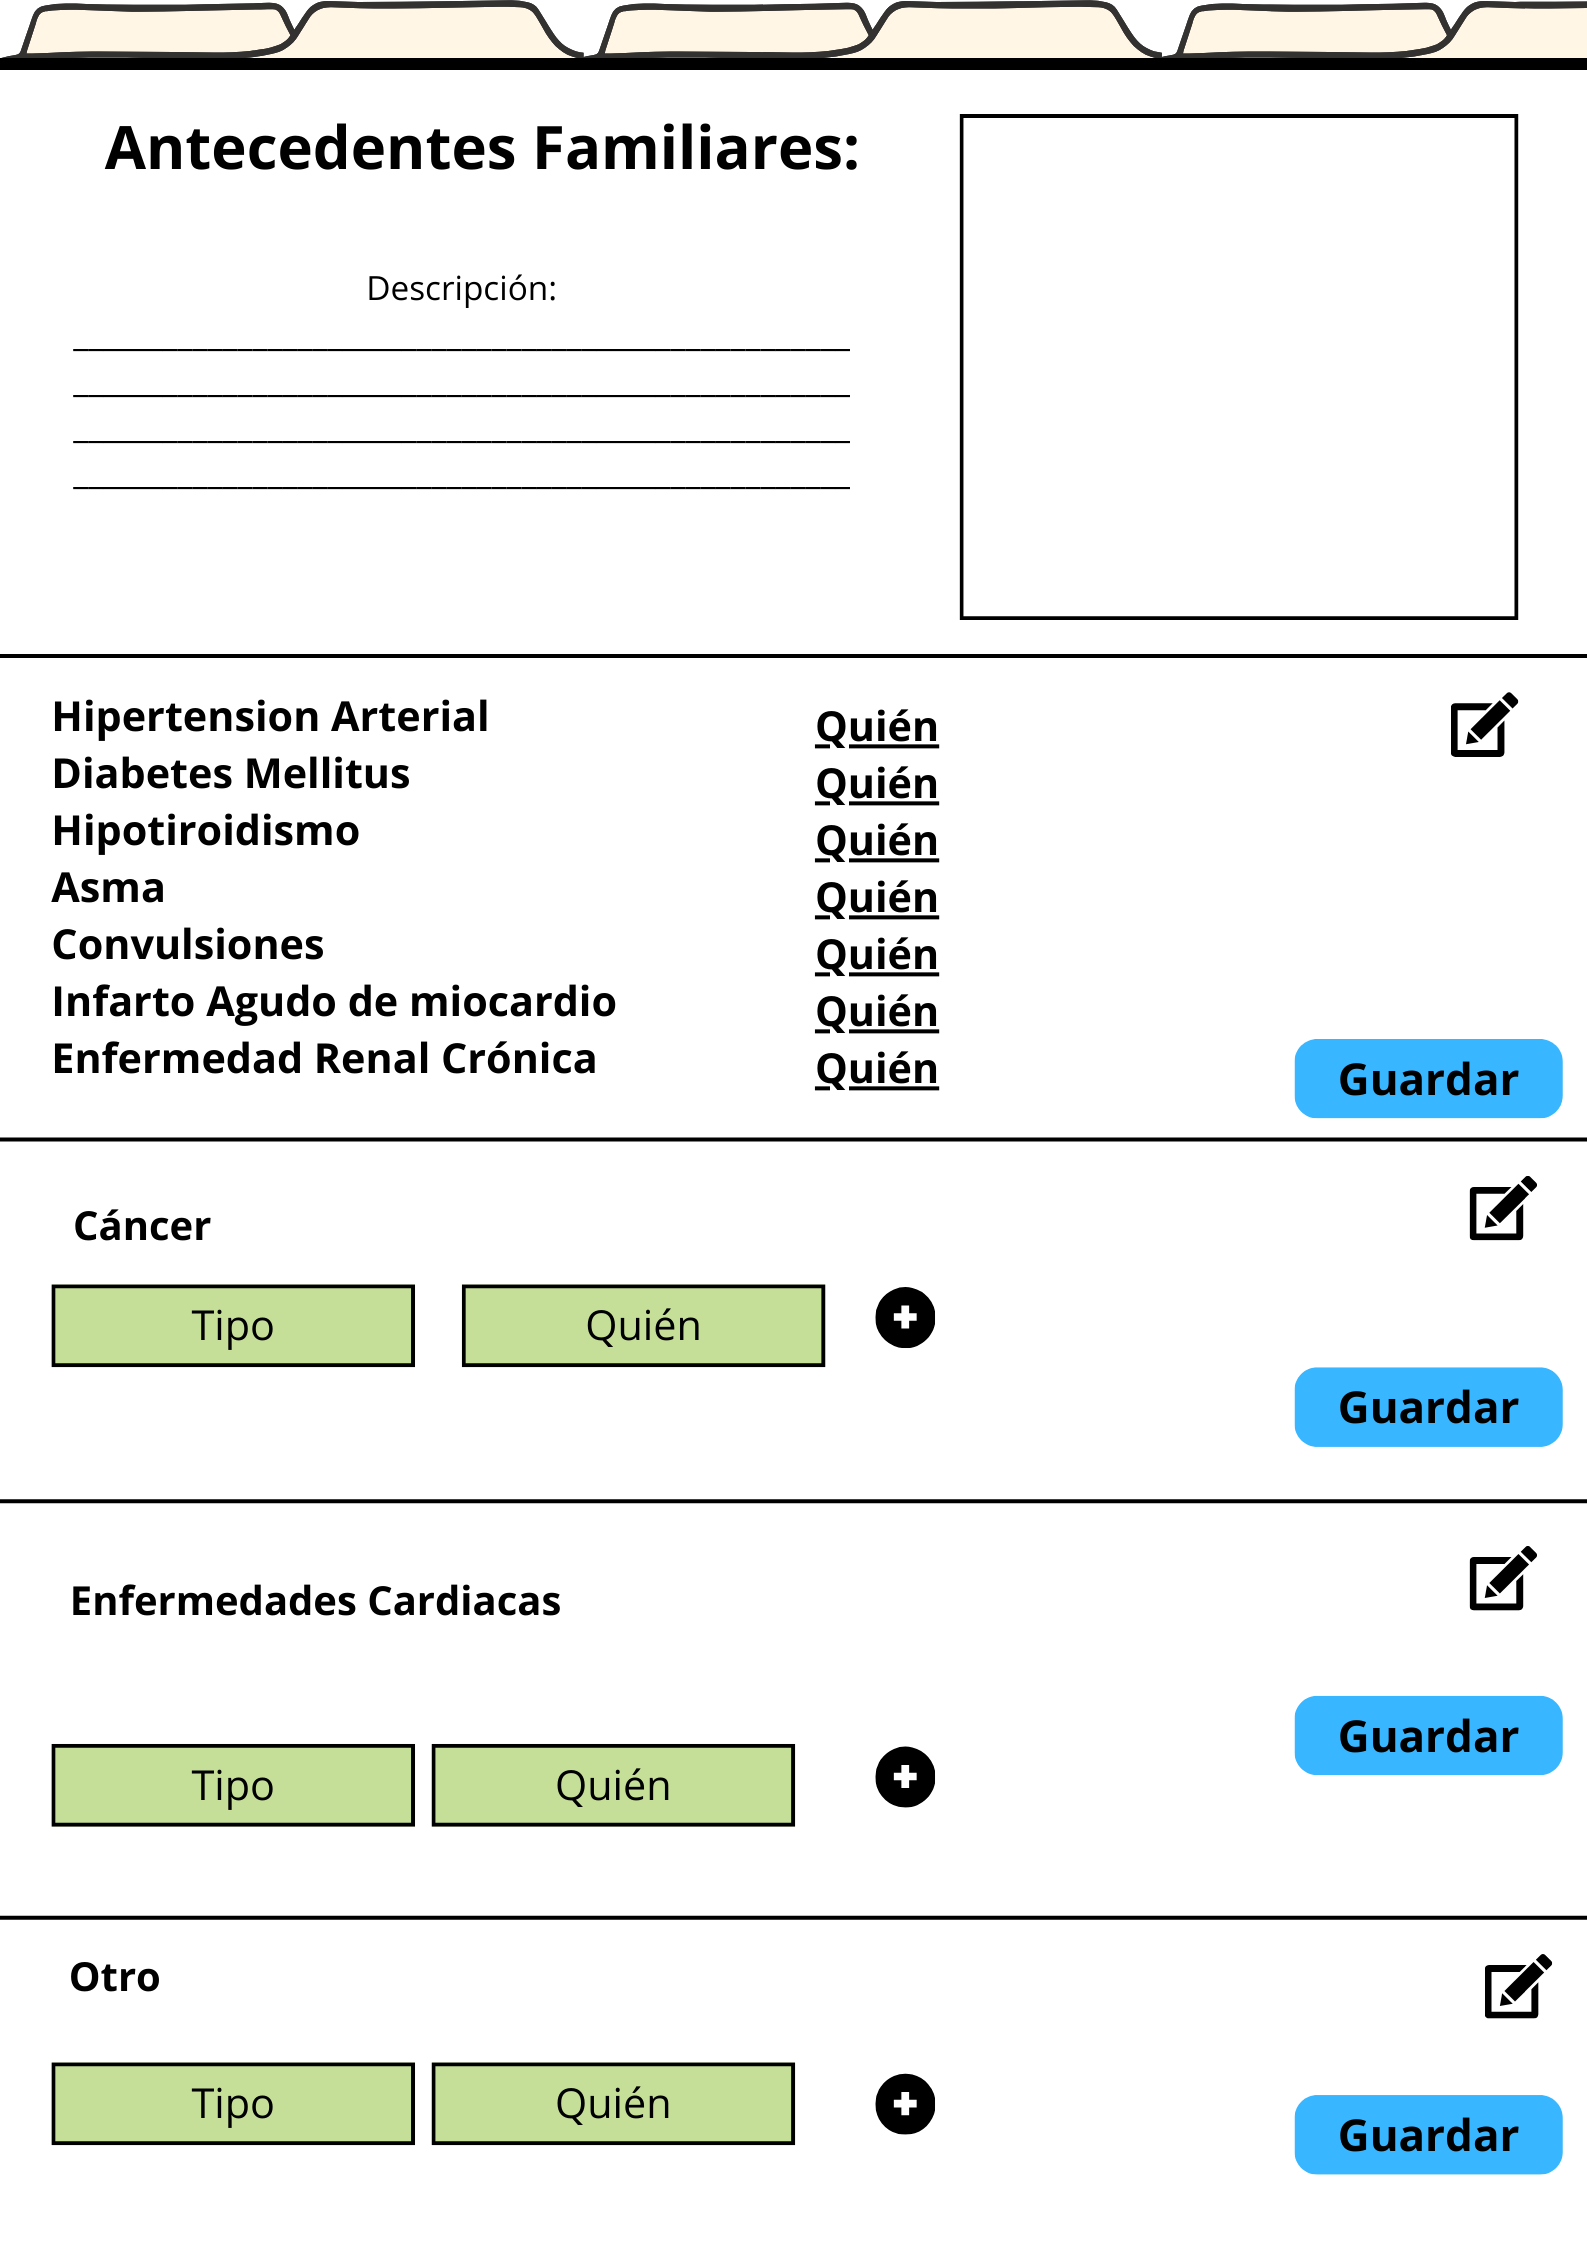 Antecedentes Familiares:
Descripción:
Hipertension Arterial Quién
Diabetes Mellitus Quién
Hipotiroidismo Quién
Asma Quién
Convulsiones Quién
Infarto Agudo de miocardio Quién
Enfermedad Renal Crónica Quién
Guardar
Cáncer
Tipo Quién
Guardar
Enfermedades Cardiacas
Guardar
Tipo Quién
Otro
Tipo Quién
Guardar